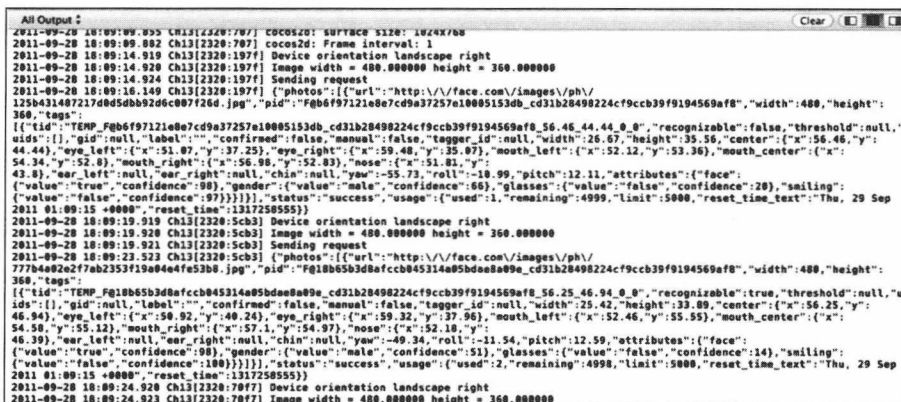 All Output
Clear
2011-09-28 18:09:09.855 Ch13[2320:707] cocos2d: surface size: 1024x768
2011-09-28 18:09:09.882 Ch13[2320:707] cocos2d: Frame interval: 1
2011-09-28 18:09:14.919 Ch13[2320:197f] Device orientation landscape right
2011-09-28 18:09:14.920 Ch13[2320:197f] Image width = 480.000000 height = 360.000000
2011-09-28 18:09:14.924 Ch13[2320:197f] Sending request
2011-09-28 18:09:16.149 Ch13[2320:197f] {"photos":[{"url":"http:\/\/face.com\/images\/ph\/
125b431487217d0d5dbb92d6c007f26d.jpg","pid":"F@b6f97121e8e7cd9a37257e10005153db_cd31b28498224cf9ccb39f9194569af8","width":480,"height":
360,"tags":
[{"tid":"TEMP_F@b6f97121e8e7cd9a37257e10005153db_cd31b28498224cf9ccb39f9194569af8_56.46_44.44_0_0","recognizable":false,"threshold":null,"
uids":[],"gid":null,"label":"","confirmed":false,"manual":false,"tagger_id":null,"width":26.67,"height":35.56,"center":{"x":56.46,"y":
44.44},"eye_left":{"x":51.07,"y":37.25},"eye_right":{"x":59.48,"y":35.07},"mouth_left":{"x":52.12,"y":53.36},"mouth_center":{"x":
54.34,"y":52.8},"mouth_right":{"x":56.98,"y":52.83},"nose":{"x":51.81,"y":
43.8},"ear_left":null,"ear_right":null,"chin":null,"yaw":-55.73,"roll":-10.99,"pitch":12.11,"attributes":{"face":
{"value":"true","confidence":98},"gender":{"value":"male","confidence":66},"glasses":{"value":"false","confidence":20},"smiling":
{"value":"false","confidence":97}}}]}],"status":"success","usage":{"used":1,"remaining":4999,"limit":5000,"reset_time_text":"Thu, 29 Sep
2011 01:09:15 +0000","reset_time":1317258555}}
2011-09-28 18:09:19.919 Ch13[2320:5cb3] Device orientation landscape right
2011-09-28 18:09:19.920 Ch13[2320:5cb3] Image width = 480.000000 height = 360.000000
2011-09-28 18:09:19.921 Ch13[2320:5cb3] Sending request
2011-09-28 18:09:23.523 Ch13[2320:5cb3] {"photos":[{"url":"http:\/\/face.com\/images\/ph\/
777b4a02e2f7ab2353f19a04e4fe53b8.jpg","pid":"F@18b65b3d8afccb045314a05bdae8a09e_cd31b28498224cf9ccb39f9194569af8","width":480,"height":
360,"tags":
[{"tid":"TEMP_F@18b65b3d8afccb045314a05bdae8a09e_cd31b28498224cf9ccb39f9194569af8_56.25_46.94_0_0","recognizable":true,"threshold":null,"u
ids":[],"gid":null,"label":"","confirmed":false,"manual":false,"tagger_id":null,"width":25.42,"height":33.89,"center":{"x":56.25,"y":
46.94},"eye_left":{"x":50.92,"y":40.24},"eye_right":{"x":59.32,"y":37.96},"mouth_left":{"x":52.46,"y":55.55},"mouth_center":{"x":
54.58,"y":55.12},"mouth_right":{"x":57.1,"y":54.97},"nose":{"x":52.18,"y":
46.39},"ear_left":null,"ear_right":null,"chin":null,"yaw":-49.34,"roll":-11.54,"pitch":12.59,"attributes":{"face":
{"value":"true","confidence":98},"gender":{"value":"male","confidence":51},"glasses":{"value":"false","confidence":14},"smiling":
{"value":"false","confidence":100}}}]}],"status":"success","usage":{"used":2,"remaining":4998,"limit":5000,"reset_time_text":"Thu, 29 Sep
2011 01:09:15 +0000","reset_time":1317258555}}
2011-09-28 18:09:24.920 Ch13[2320:70f7] Device orientation landscape right
2011-09-28 18:09:24.923 Ch13[2320:70f7] Image width = 480.000000 height = 360.000000